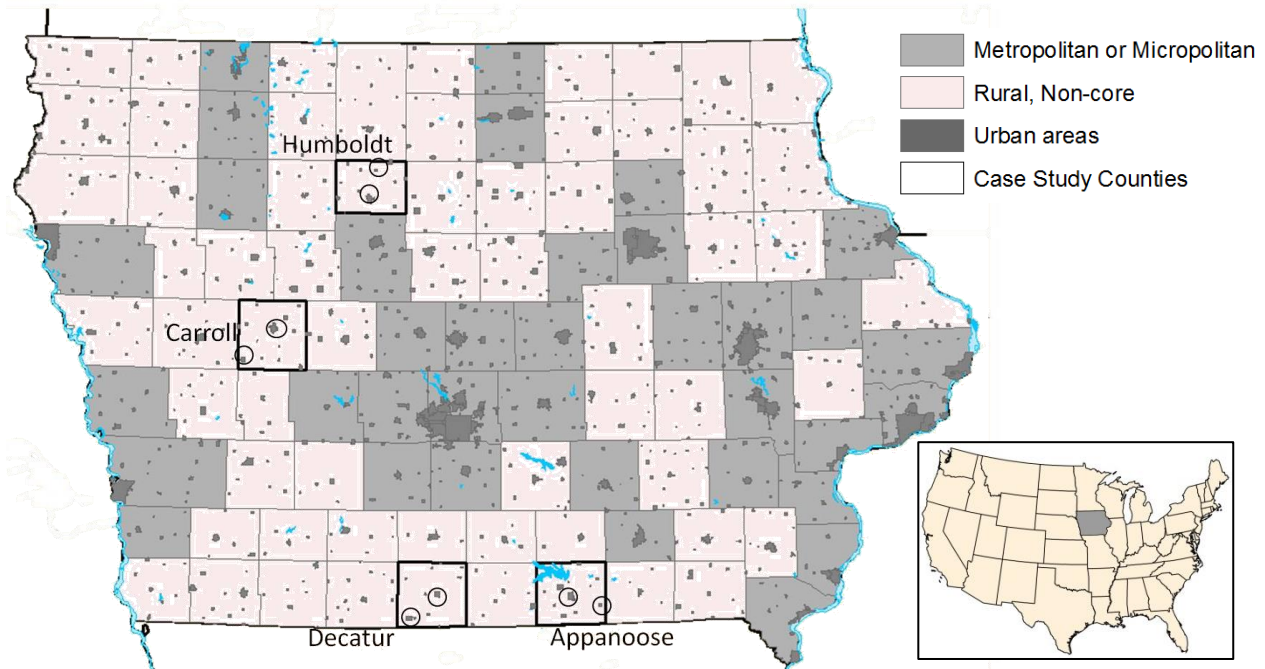 Metropolitan or Micropolitan
Rural, Non-core
Urban areas
Case Study Counties
Humboldt
Carroll
Decatur
Appanoose